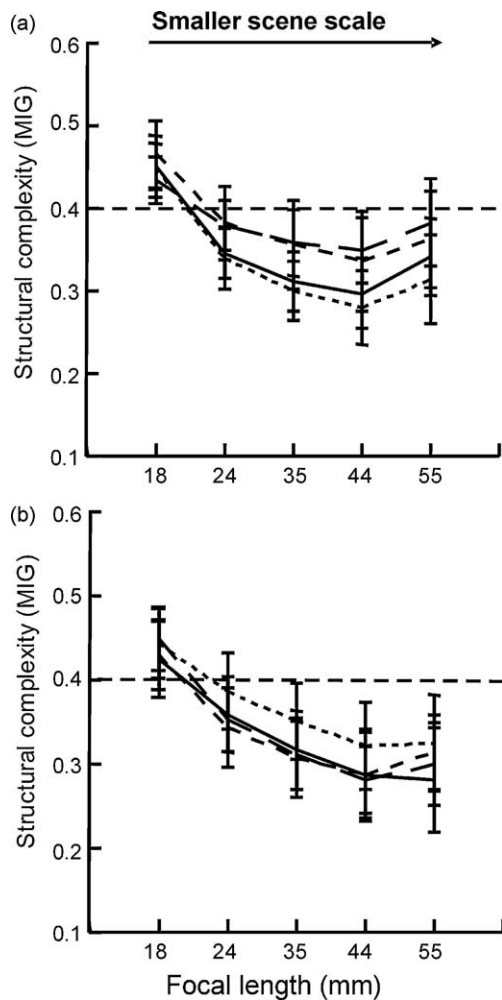 (a)
Smaller scene scale
0.6
0.5
0.4
0.3
0.2
0.1
Structural complexity (MIG)
18 24 35 44 55
(b)
0.6
0.5
0.4
0.3
0.2
0.1
Structural complexity (MIG)
18 24 35 44 55
Focal length (mm)